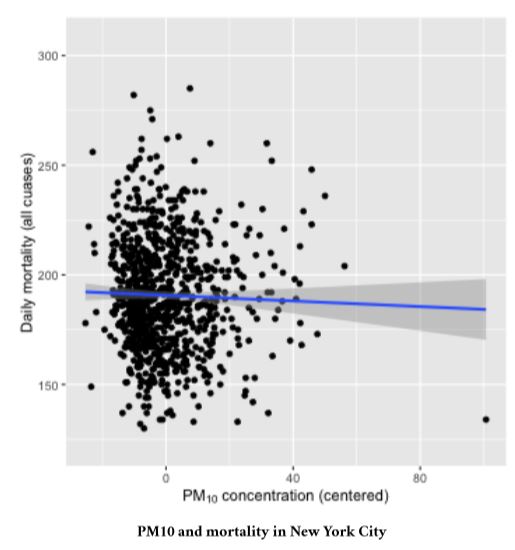 300
250
200
150
Daily mortality (all cuases)
0 40 80
PM₁₀ concentration (centered)
PM10 and mortality in New York City